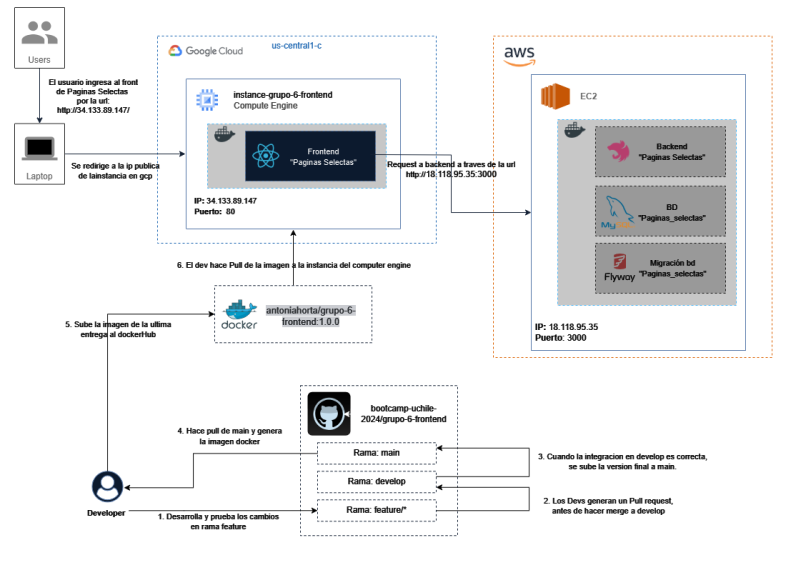 Users
El usuario ingresa al front
de Paginas Selectas
por la url:
http://34.133.89.147/
Laptop
Se redirige a la ip publica
de lainstancia en gcp
Google Cloud
us-central1-c
instance-grupo-6-frontend
Compute Engine
Frontend
"Paginas Selectas"
IP: 34.133.89.147
Puerto: 80
Request a backend a traves de la url
http://18.118.95.35:3000
aws
EC2
Backend
"Paginas Selectas"
BD
"Paginas_selectas"
My
Migración bd
"Paginas_selectas"
Flyway
IP: 18.118.95.35
Puerto: 3000
6. El dev hace Pull de la imagen a la instancia del computer engine
docker
antoniahorta/grupo-6-
frontend:1.0.0
5. Sube la imagen de la ultima
entrega al dockerHub
bootcamp-uchile-
2024/grupo-6-frontend
4. Hace pull de main y genera
la imagen docker
Rama: main
3. Cuando la integracion en develop es correcta,
se sube la version final a main.
Rama: develop
2. Los Devs generan un Pull request,
antes de hacer merge a develop
Rama: feature/*
Developer
1. Desarrolla y prueba los cambios
en rama feature